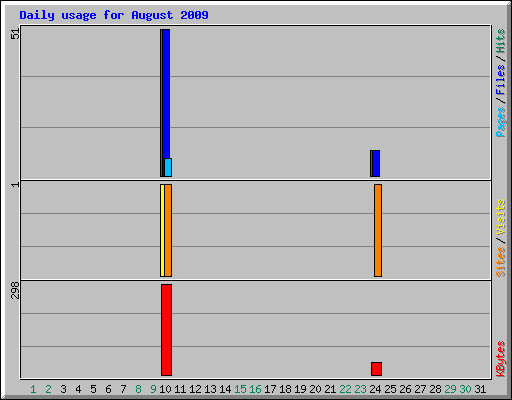 Daily usage for August 2009
51
Pages / Files / Hits
1
Sites / Visits
298
KBytes
1 2 3 4 5 6 7 8 9 10 11 12 13 14 15 16 17 18 19 20 21 22 23 24 25 26 27 28 29 30 31